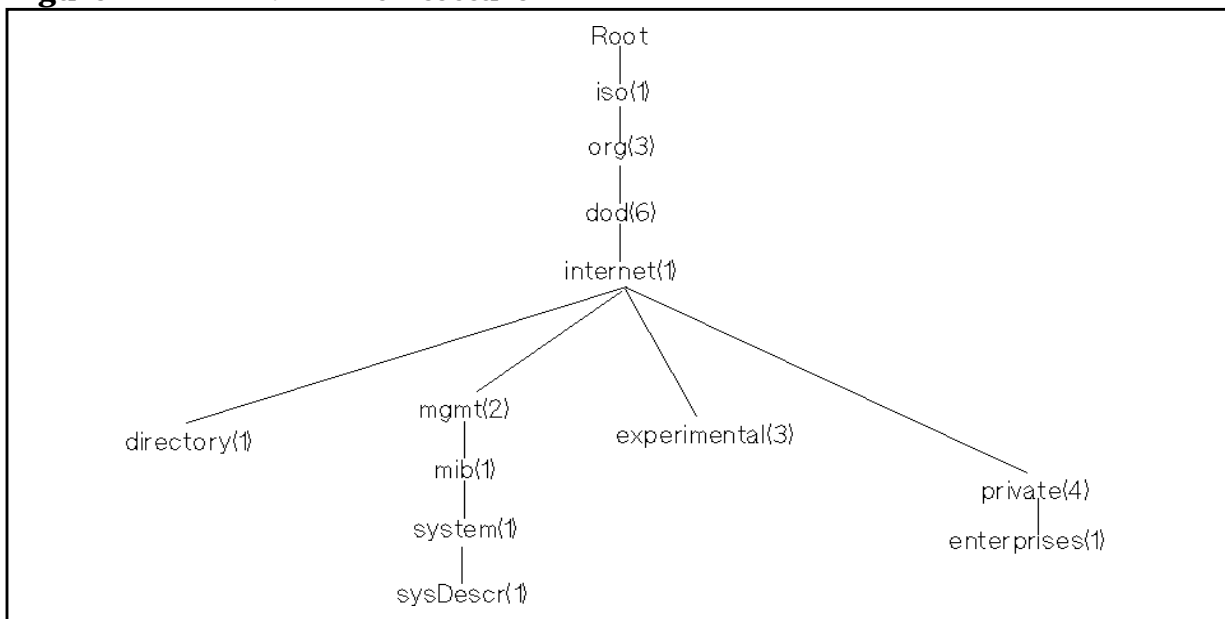 Root
iso(1)
org(3)
dod(6)
internet(1)
directory(1)
mgmt(2)
experimental(3)
private(4)
mib(1)
system(1)
enterprises(1)
sysDescr(1)